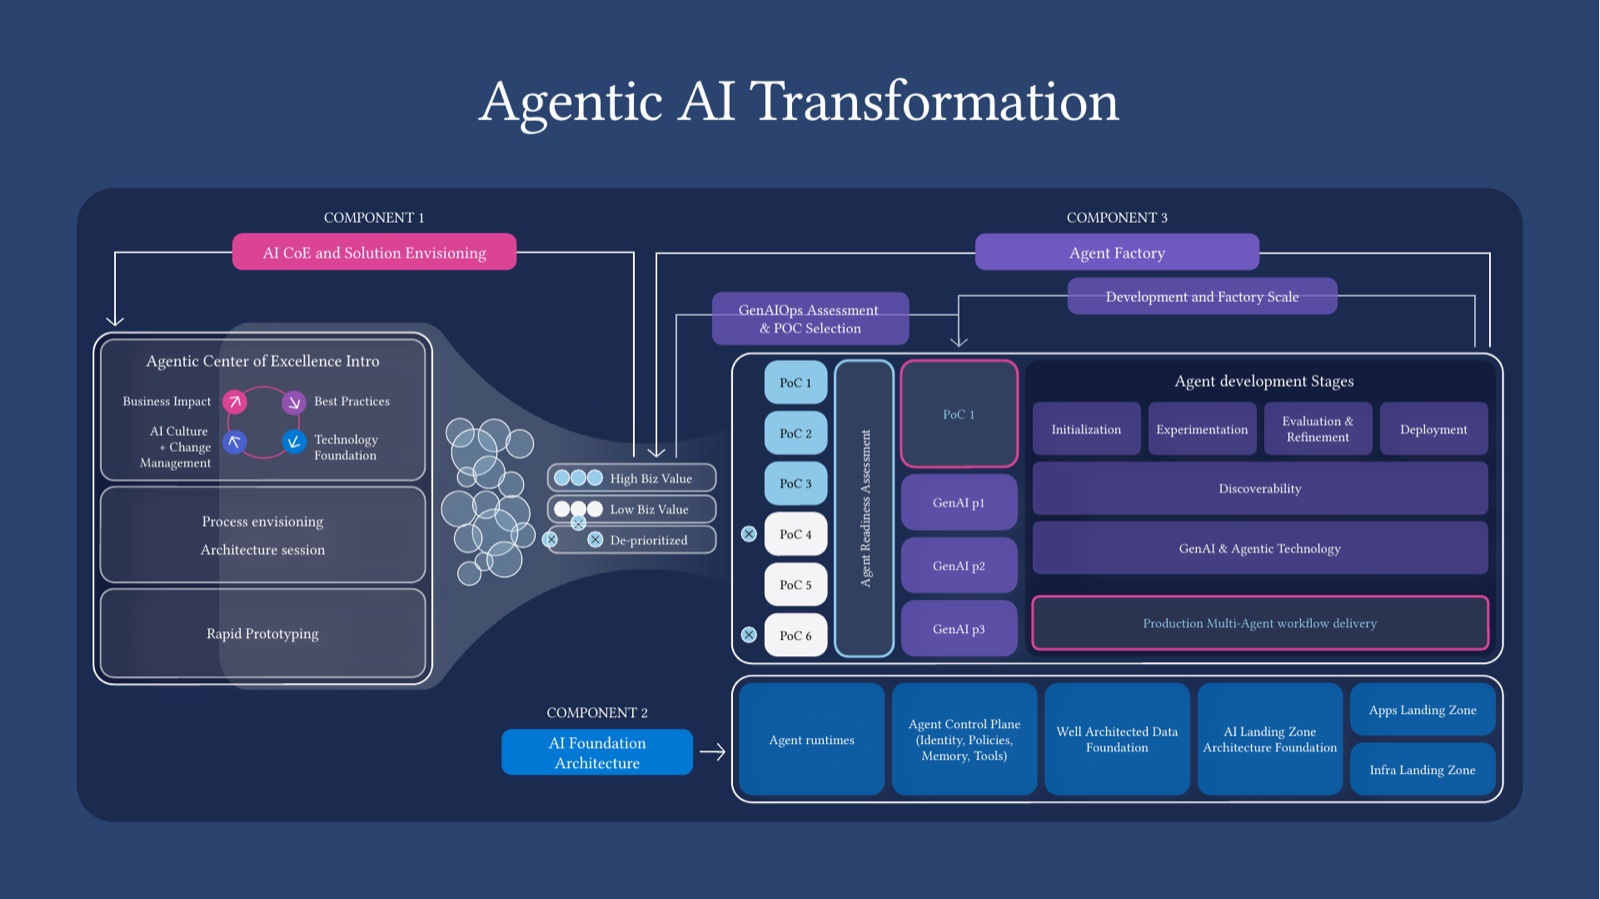 Agentic AI Transformation
COMPONENT 1
AI CoE and Solution Envisioning
Agentic Center of Excellence Intro
Business Impact
Best Practices
AI Culture
+ Change
Management
Technology
Foundation
Process envisioning
Architecture session
Rapid Prototyping
High Biz Value
Low Biz Value
De-prioritized
COMPONENT 3
Agent Factory
Development and Factory Scale
GenAIOps Assessment
& POC Selection
PoC 1
PoC 2
PoC 3
PoC 4
PoC 5
PoC 6
Agent Readiness Assessment
PoC 1
GenAI p1
GenAI p2
GenAI p3
Agent development Stages
Initialization
Experimentation
Evaluation &
Refinement
Deployment
Discoverability
GenAI & Agentic Technology
Production Multi-Agent workflow delivery
COMPONENT 2
AI Foundation
Architecture
Agent runtimes
Agent Control Plane
(Identity, Policies,
Memory, Tools)
Well Architected Data
Foundation
AI Landing Zone
Architecture Foundation
Apps Landing Zone
Infra Landing Zone